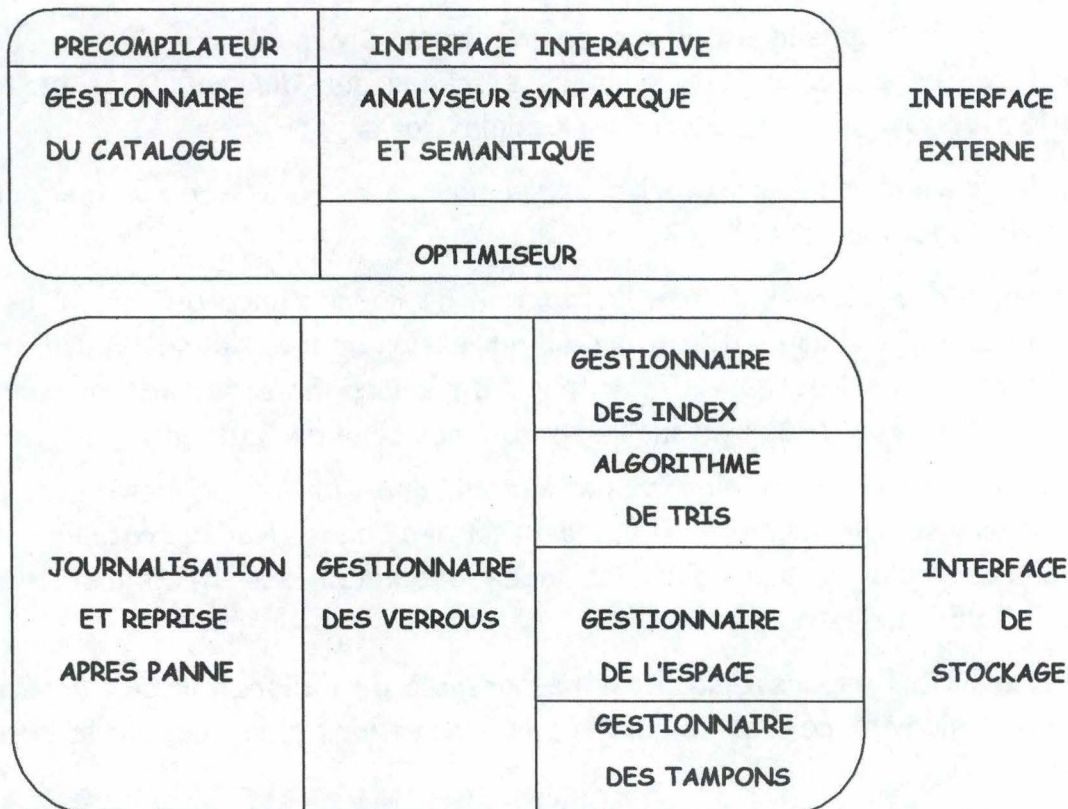 PRECOMPILATEUR
INTERFACE INTERACTIVE
GESTIONNAIRE
DU CATALOGUE
ANALYSEUR SYNTAXIQUE
ET SEMANTIQUE
OPTIMISEUR
INTERFACE
EXTERNE
JOURNALISATION
ET REPRISE
APRES PANNE
GESTIONNAIRE
DES VERROUS
GESTIONNAIRE
DES INDEX
ALGORITHME
DE TRIS
GESTIONNAIRE
DE L'ESPACE
GESTIONNAIRE
DES TAMPONS
INTERFACE
DE
STOCKAGE